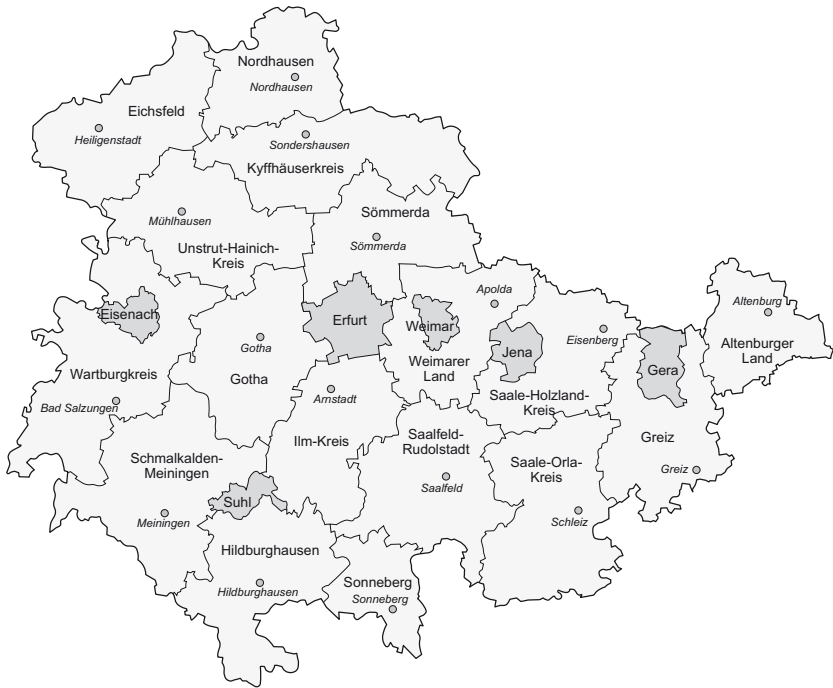 Nordhausen
Nordhausen
Eichsfeld
Heiligenstadt
Sondershausen
Kyffhäuserkreis
Mühlhausen
Unstrut-Hainich-
Kreis
Sömmerda
Sömmerda
Eisenach
Erfurt
Weimar
Apolda
Weimarer
Land
Jena
Eisenberg
Saale-Holzland-
Kreis
Gera
Altenburg
Altenburger
Land
Gotha
Gotha
Wartburgkreis
Bad Salzungen
Arnstadt
Ilm-Kreis
Schmalkalden-
Meiningen
Meiningen
Suhl
Saalfeld-
Rudolstadt
Saalfeld
Saale-Orla-
Kreis
Schleiz
Greiz
Greiz
Hildburghausen
Hildburghausen
Sonneberg
Sonneberg